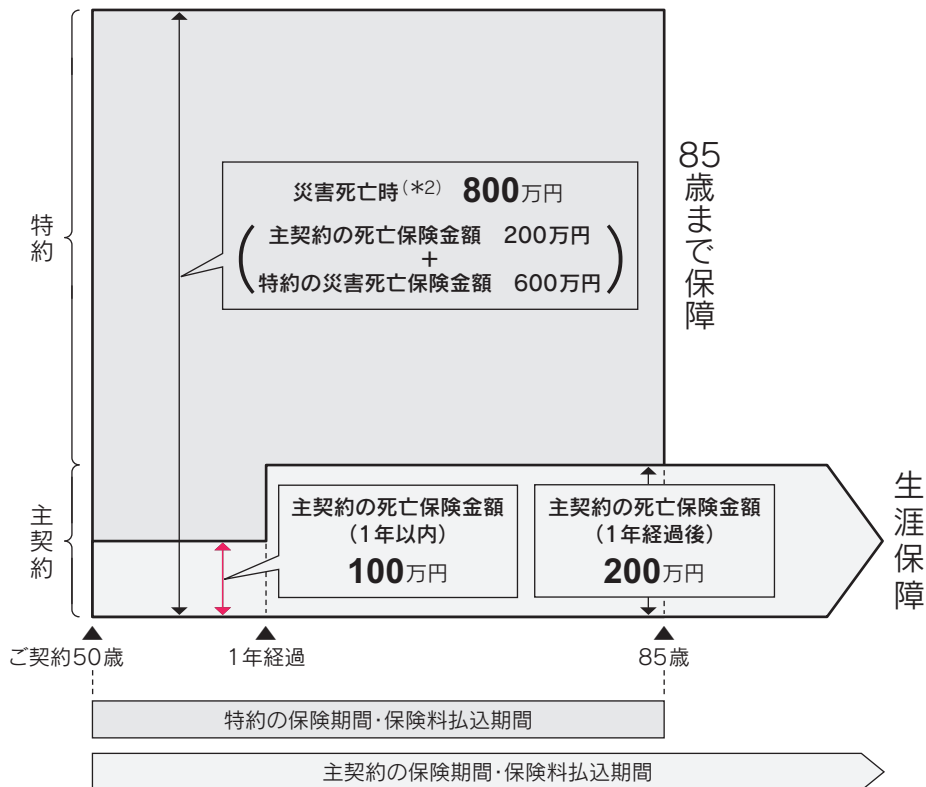 特約
災害死亡時(*2) 800万円
主契約の死亡保険金額 200万円
+
特約の災害死亡保険金額 600万円
85歳まで保障
主契約
主契約の死亡保険金額
(1年以内)
100万円
主契約の死亡保険金額
(1年経過後)
200万円
生涯保障
ご契約50歳
1年経過
85歳
特約の保険期間・保険料払込期間
主契約の保険期間・保険料払込期間